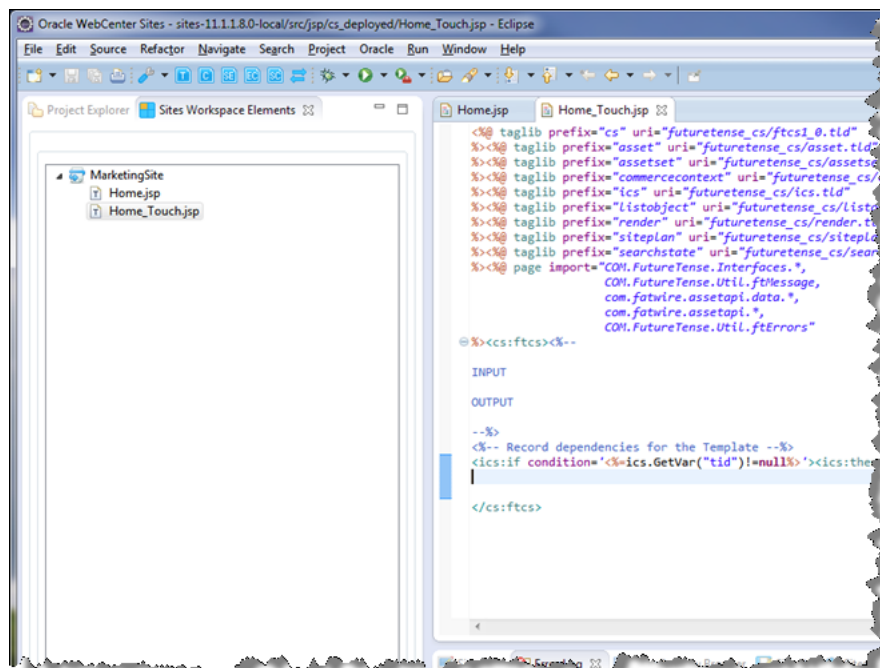 Oracle WebCenter Sites - sites-11.1.1.8.0-local/src/jsp/cs_deployed/Home_Touch.jsp - Eclipse
File Edit Source Refactor Navigate Search Project Oracle Run Window Help
Project Explorer Sites Workspace Elements
MarketingSite
Home.jsp
Home_Touch.jsp
Home.jsp Home_Touch.jsp
<%@ taglib prefix="cs" uri="futuretense_cs/ftcs1_0.tld"
%><%@ taglib prefix="asset" uri="futuretense_cs/asset.tld"
%><%@ taglib prefix="assetset" uri="futuretense_cs/assetse
%><%@ taglib prefix="commercecontext" uri="futuretense_cs/
%><%@ taglib prefix="ics" uri="futuretense_cs/ics.tld"
%><%@ taglib prefix="listobject" uri="futuretense_cs/listo
%><%@ taglib prefix="render" uri="futuretense_cs/render.t
%><%@ taglib prefix="siteplan" uri="futuretense_cs/sitepla
%><%@ taglib prefix="searchstate" uri="futuretense_cs/sear
%><%@ page import="COM.FutureTense.Interfaces.*,
COM.FutureTense.Util.ftMessage,
com.fatwire.assetapi.data.*,
com.fatwire.assetapi.*,
COM.FutureTense.Util.ftErrors"
%><cs:ftcs><%--
INPUT
OUTPUT
--%>
<%-- Record dependencies for the Template --%>
<ics:if condition='<%=ics.GetVar("tid")!=null%>'><ics:the
</cs:ftcs>